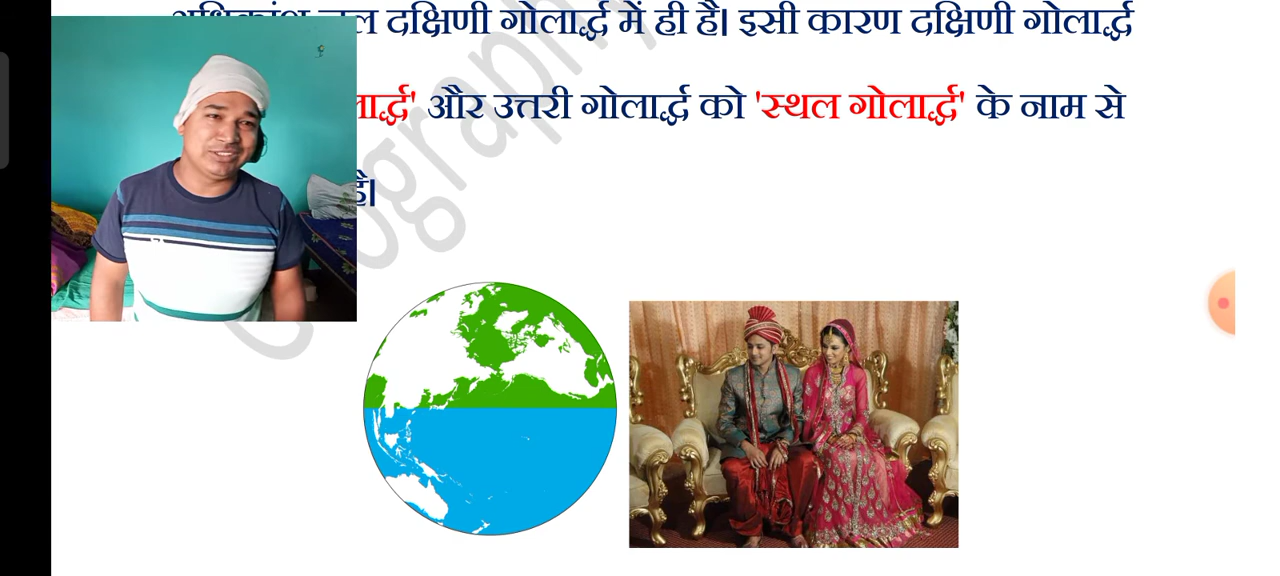 दक्षिणी गोलार्द्ध में ही है। इसी कारण दक्षिणी गोलार्द्ध
और उत्तरी गोलार्द्ध को 'स्थल गोलार्द्ध' के नाम से
है।